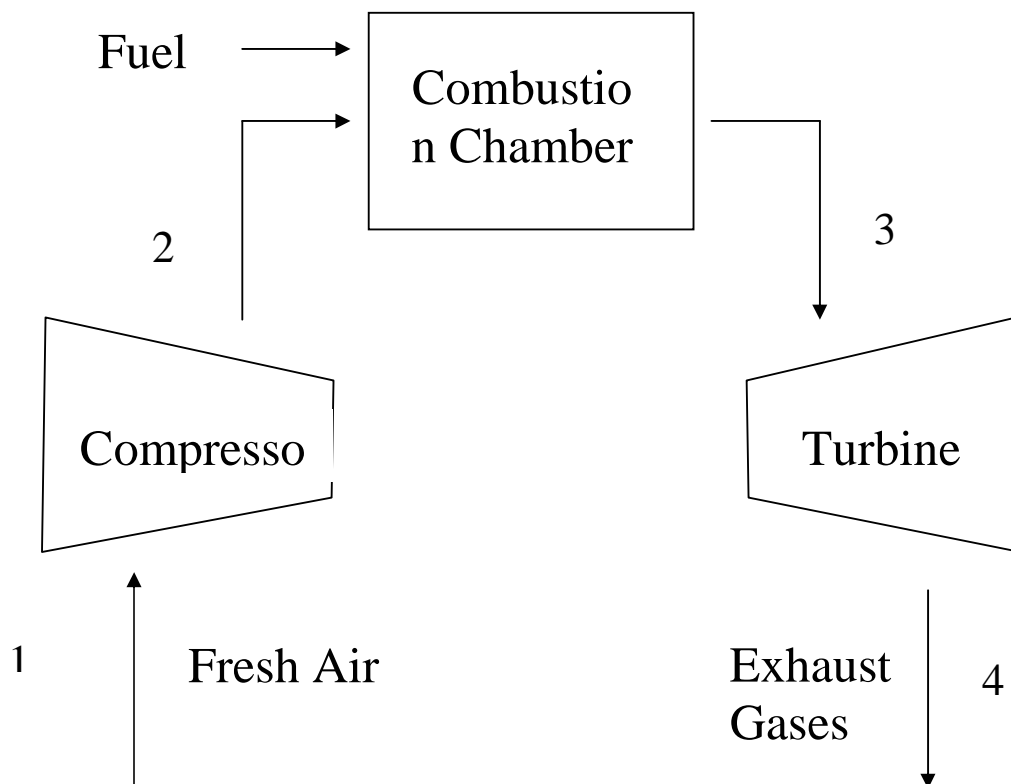 Fuel
Combustio
n Chamber
2
3
Compresso
Turbine
1
Fresh Air
Exhaust
Gases
4